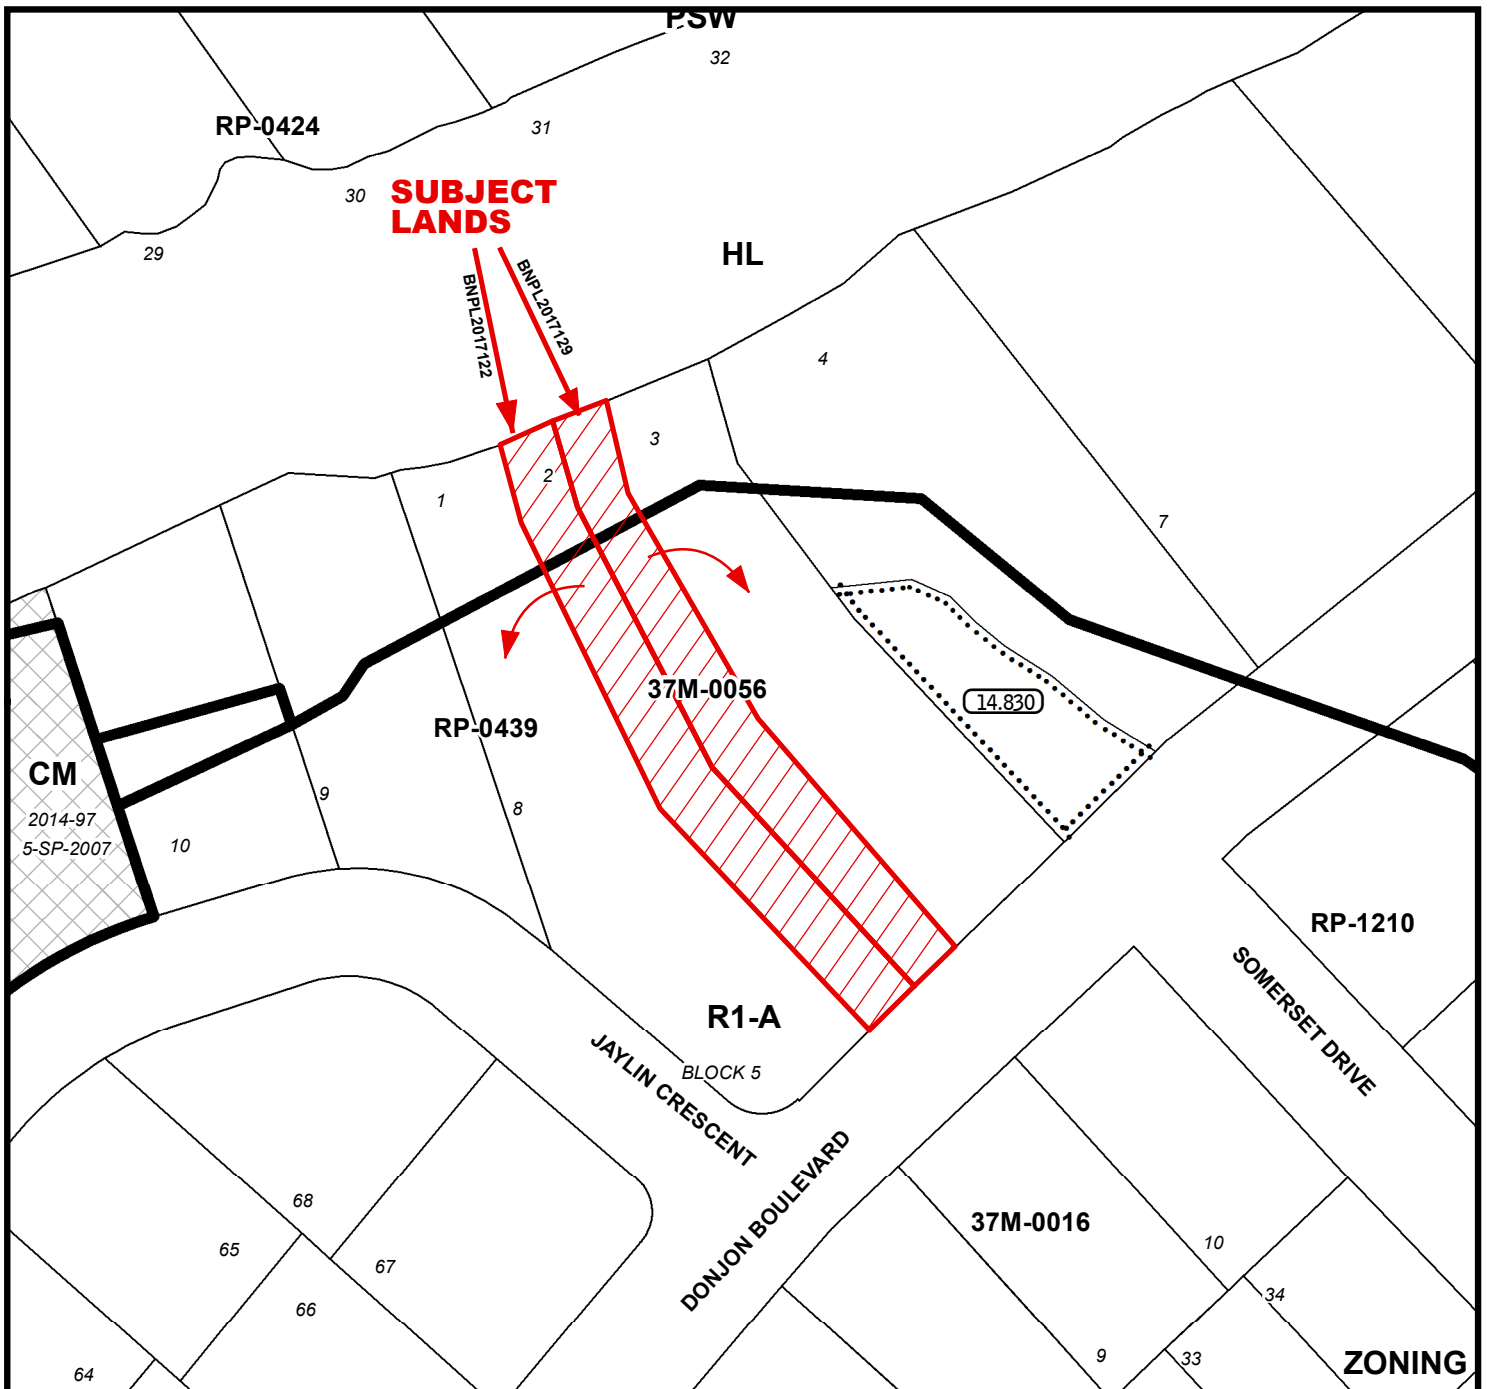 PSW
32
31
RP-0424
30
SUBJECT
LANDS
29
HL
BNPL2017122
BNPL2017129
4
3
2
1
7
37M-0056
14.830
RP-0439
CM
2014-97
5-SP-2007
9
8
10
RP-1210
SOMERSET DRIVE
R1-A
BLOCK 5
JAYLIN CRESCENT
DONJON BOULEVARD
68
65
67
66
64
37M-0016
10
34
9
33
ZONING